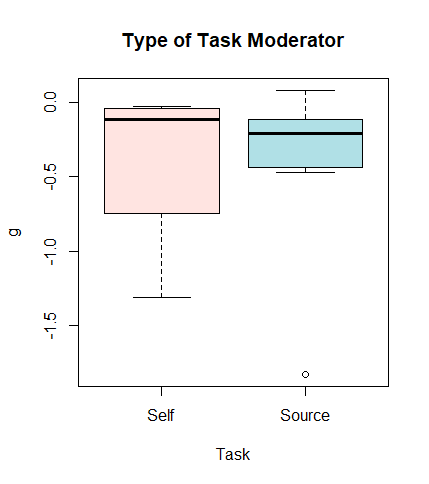 Type of Task Moderator
0.0
-0.5
-1.0
-1.5
g
Self
Source
Task